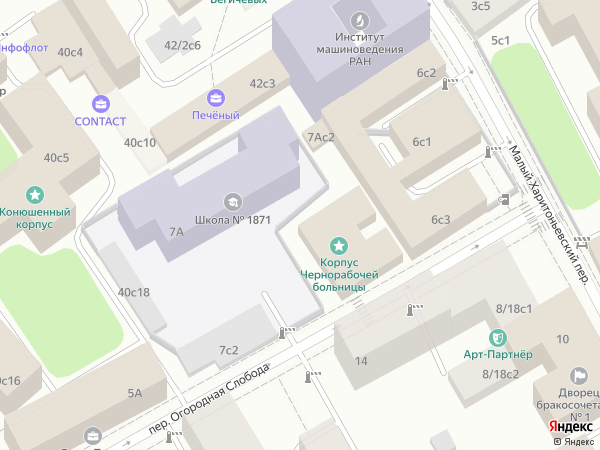 Бегичевых
3с5
Инфофлот
40с4
42/2с6
Институт
машиноведения
РАН
5с1
6с2
42с3
CONTACT
Печёный
40с10
7Ас2
6с1
40с5
Малый Харитоньевский пер.
Конюшенный
корпус
Школа № 1871
7А
6с3
Корпус
Чернорабочей
больницы
40с18
8/18с1
10
7с2
14
Арт-Партнёр
8/18с2
пер. Огородная Слобода
5А
Дворец
бракосочета
№ 1
Яндекс
© Яндекс